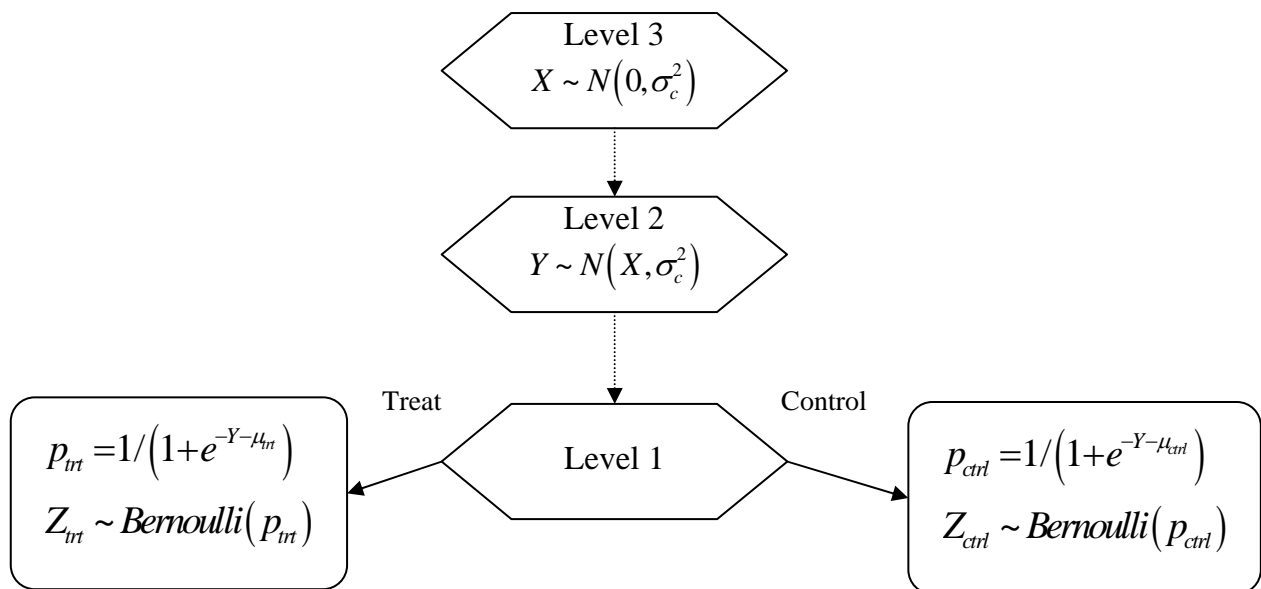 Level 3
X ~ N(0, σ_c^2)
Level 2
Y ~ N(X, σ_c^2)
Treat
Control
Level 1
p_trt = 1/(1+e^{-Y-μ_trt})
Z_trt ~ Bernoulli(p_trt)
p_ctrl = 1/(1+e^{-Y-μ_ctrl})
Z_ctrl ~ Bernoulli(p_ctrl)